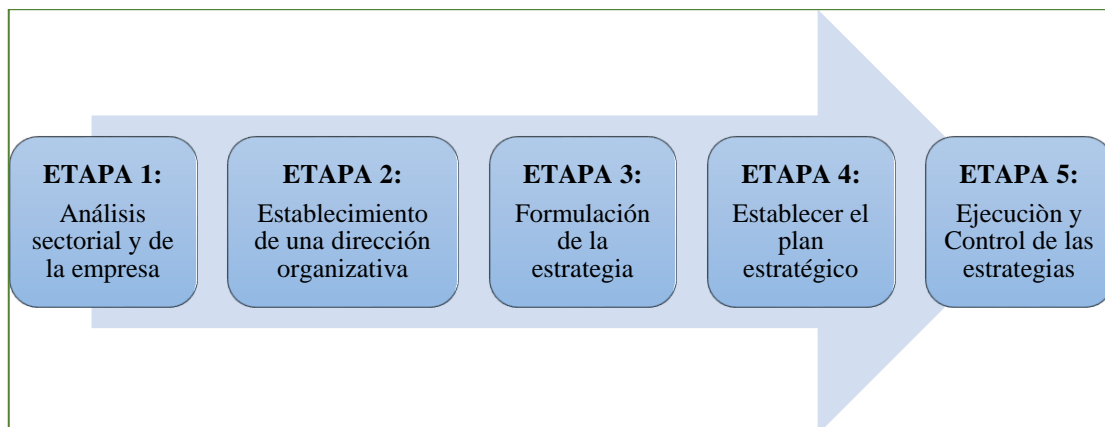 ETAPA 1:
Análisis
sectorial y de
la empresa
ETAPA 2:
Establecimiento
de una dirección
organizativa
ETAPA 3:
Formulación
de la
estrategia
ETAPA 4:
Establecer el
plan
estratégico
ETAPA 5:
Ejecuciòn y
Control de las
estrategias